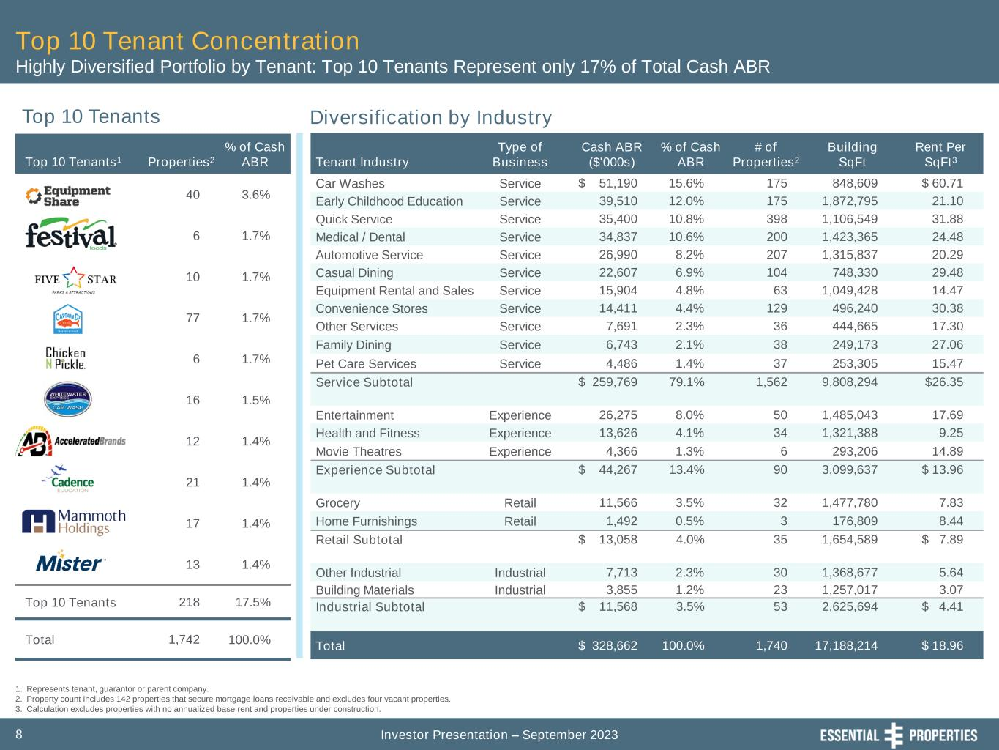 Top 10 Tenant Concentration
Highly Diversified Portfolio by Tenant: Top 10 Tenants Represent only 17% of Total Cash ABR
Top 10 Tenants
Top 10 Tenants1 Properties2 % of Cash ABR
Equipment Share 40 3.6%
festival foods 6 1.7%
FIVE STAR PARKS & ATTRACTIONS 10 1.7%
CAPTAIN D's 77 1.7%
Chicken N Pickle. 6 1.7%
WHITEWATER EXPRESS CAR WASH 16 1.5%
AB AcceleratedBrands 12 1.4%
Cadence EDUCATION 21 1.4%
Mammoth Holdings 17 1.4%
Mister 13 1.4%
Top 10 Tenants 218 17.5%
Total 1,742 100.0%
Diversification by Industry
Tenant Industry Type of Business Cash ABR ($'000s) % of Cash ABR # of Properties2 Building SqFt Rent Per SqFt3
Car Washes Service $ 51,190 15.6% 175 848,609 $ 60.71
Early Childhood Education Service 39,510 12.0% 175 1,872,795 21.10
Quick Service Service 35,400 10.8% 398 1,106,549 31.88
Medical / Dental Service 34,837 10.6% 200 1,423,365 24.48
Automotive Service Service 26,990 8.2% 207 1,315,837 20.29
Casual Dining Service 22,607 6.9% 104 748,330 29.48
Equipment Rental and Sales Service 15,904 4.8% 63 1,049,428 14.47
Convenience Stores Service 14,411 4.4% 129 496,240 30.38
Other Services Service 7,691 2.3% 36 444,665 17.30
Family Dining Service 6,743 2.1% 38 249,173 27.06
Pet Care Services Service 4,486 1.4% 37 253,305 15.47
Service Subtotal $ 259,769 79.1% 1,562 9,808,294 $26.35
Entertainment Experience 26,275 8.0% 50 1,485,043 17.69
Health and Fitness Experience 13,626 4.1% 34 1,321,388 9.25
Movie Theatres Experience 4,366 1.3% 6 293,206 14.89
Experience Subtotal $ 44,267 13.4% 90 3,099,637 $ 13.96
Grocery Retail 11,566 3.5% 32 1,477,780 7.83
Home Furnishings Retail 1,492 0.5% 3 176,809 8.44
Retail Subtotal $ 13,058 4.0% 35 1,654,589 $ 7.89
Other Industrial Industrial 7,713 2.3% 30 1,368,677 5.64
Building Materials Industrial 3,855 1.2% 23 1,257,017 3.07
Industrial Subtotal $ 11,568 3.5% 53 2,625,694 $ 4.41
Total $ 328,662 100.0% 1,740 17,188,214 $ 18.96
1. Represents tenant, guarantor or parent company.
2. Property count includes 142 properties that secure mortgage loans receivable and excludes four vacant properties.
3. Calculation excludes properties with no annualized base rent and properties under construction.
8 Investor Presentation – September 2023 ESSENTIAL PROPERTIES